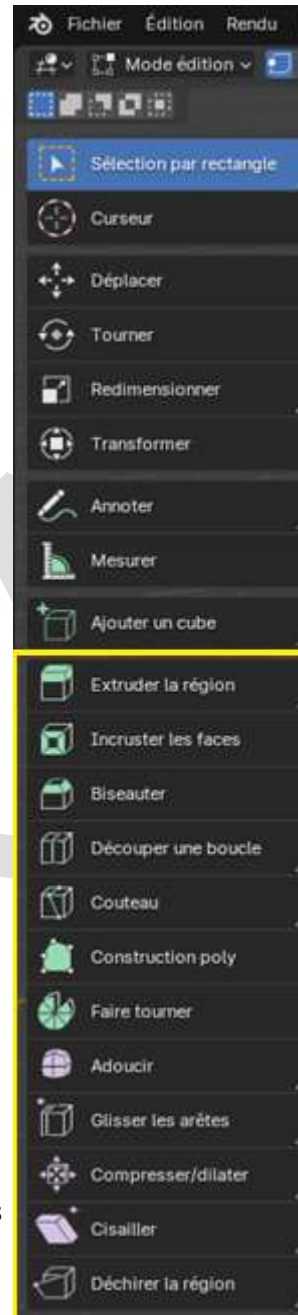 Fichier Édition Rendu
Mode édition
Sélection par rectangle
Curseur
Déplacer
Tourner
Redimensionner
Transformer
Annoter
Mesurer
Ajouter un cube
Extruder la région
Incruster les faces
Biseauter
Découper une boucle
Couteau
Construction poly
Faire tourner
Adoucir
Glisser les arêtes
Compresser/dilater
Cisailler
Déchirer la région